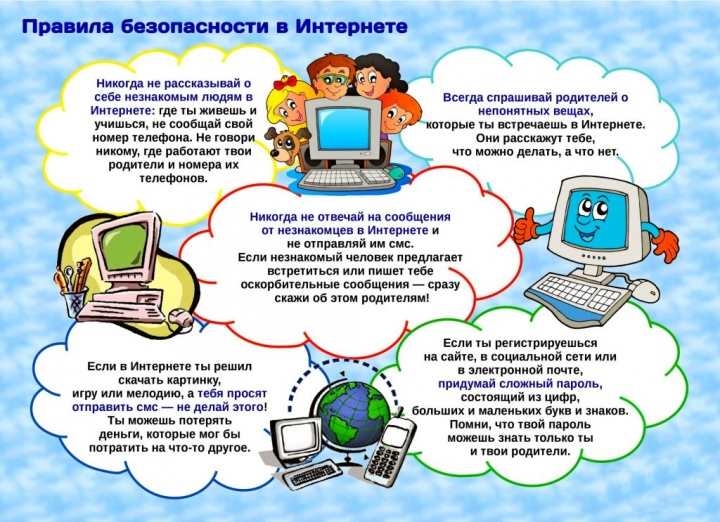 Правила безопасности в Интернете
Никогда не рассказывай о
себе незнакомым людям в
Интернете: где ты живешь и
учишься, не сообщай свой
номер телефона. Не говори
никому, где работают твои
родители и номера их
телефонов.
Всегда спрашивай родителей о
непонятных вещах,
которые ты встречаешь в Интернете.
Они расскажут тебе,
что можно делать, а что нет.
Никогда не отвечай на сообщения
от незнакомцев в Интернете и
не отправляй им смс.
Если незнакомый человек предлагает
встретиться или пишет тебе
оскорбительные сообщения — сразу
скажи об этом родителям!
Если в Интернете ты решил
скачать картинку,
игру или мелодию, а тебя просят
отправить смс — не делай этого!
Ты можешь потерять
деньги, которые мог бы
потратить на что-то другое.
Если ты регистрируешься
на сайте, в социальной сети или
в электронной почте,
придумай сложный пароль,
состоящий из цифр,
больших и маленьких букв и знаков.
Помни, что твой пароль
можешь знать только ты
и твои родители.